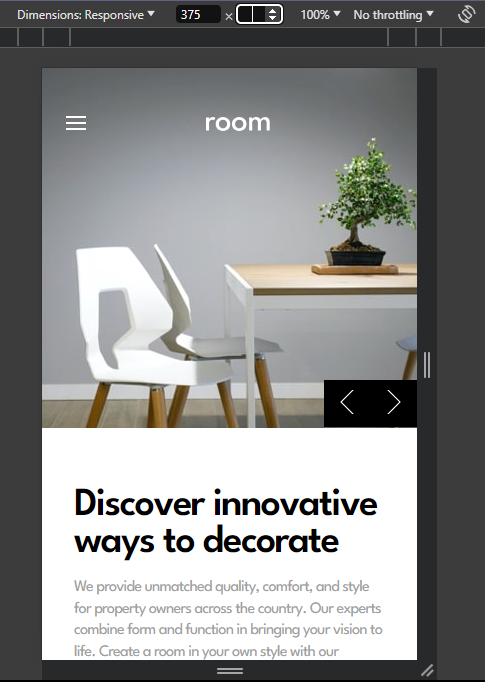 Dimensions: Responsive 375 × 100% No throttling
room
Discover innovative
ways to decorate
We provide unmatched quality, comfort, and style
for property owners across the country. Our experts
combine form and function in bringing your vision to
life. Create a room in your own style with our